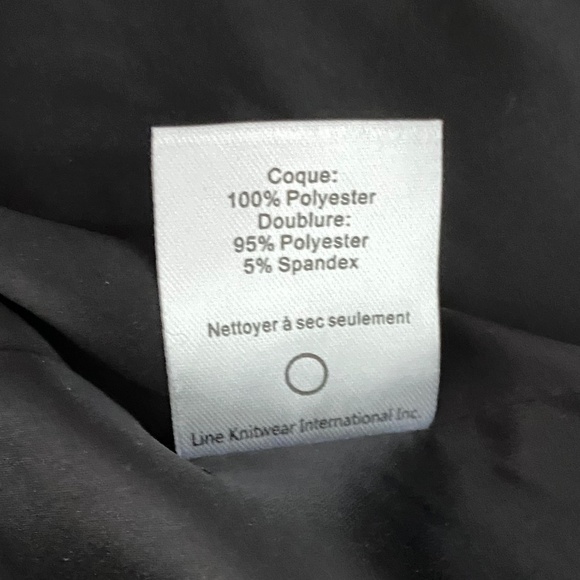 Coque:
100% Polyester
Doublure:
95% Polyester
5% Spandex
Nettoyer à sec seulement
Line Knitwear International Inc.